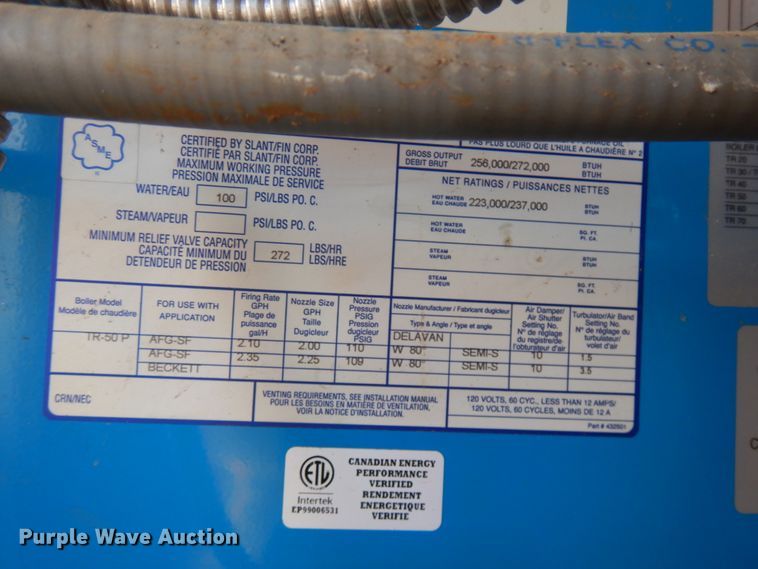 -FLEX CO. -
ASME
CERTIFIED BY SLANT/FIN CORP.
CERTIFIÉ PAR SLANT/FIN CORP.
MAXIMUM WORKING PRESSURE
PRESSION MAXIMALE DE SERVICE
WATER/EAU 100 PSI/LBS PO. C.
STEAM/VAPEUR PSI/LBS PO. C.
MINIMUM RELIEF VALVE CAPACITY
CAPACITÉ MINIMUM DU
DETENDEUR DE PRESSION
272 LBS/HR
LBS/HRE
PAS PLUS LOURD QUE L'HUILE A CHAUDIÈRE N° 2
GROSS OUTPUT
DEBIT BRUT 256,000/272,000 BTUH
BTUH
NET RATINGS / PUISSANCES NETTES
HOT WATER
EAU CHAUDE 223,000/237,000 BTUH
BTUH
HOT WATER
EAU CHAUDE SQ. FT.
PI. CA.
STEAM
VAPEUR BTUH
BTUH
STEAM
VAPEUR SQ. FT.
PI. CA.
Boiler Model
Modèle de chaudière
FOR USE WITH
APPLICATION
Firing Rate
GPH
Plage de
puissance
gal/H
Nozzle Size
GPH
Taille
Dugicleur
Nozzle
Pressure
PSIG
Pression
dugicleur
PSIG
Nozzle Manufacturer / Fabricant dugicleur
Type & Angle / Type et angle
Air Damper/
Air Shutter
Setting No.
N° de réglage
du registre/de
l'obturateur d'air
Turbulator/Air Band
Setting No.
N° de réglage du
turbulateur/
volet d'air
TR-50 P AFG-SF 2.10 2.00 110 DELAVAN
AFG-SF 2.35 2.25 109 W 80° SEMI-S 10 1.5
BECKETT W 80° SEMI-S 10 3.5
CRN/NEC
VENTING REQUIREMENTS, SEE INSTALLATION MANUAL
POUR LES BESOINS EN MATIÈRE DE VENTILATION,
VOIR LA NOTICE D'INSTALLATION.
120 VOLTS, 60 CYC., LESS THAN 12 AMPS/
120 VOLTS, 60 CYCLES, MOINS DE 12 A
Part # 432501
TR 20
TR 30
TR 40
TR 50
TR 60
TR 70
ETL
Intertek
EP99006531
CANADIAN ENERGY
PERFORMANCE
VERIFIED
RENDEMENT
ENERGETIQUE
VERIFIE
Purple Wave Auction